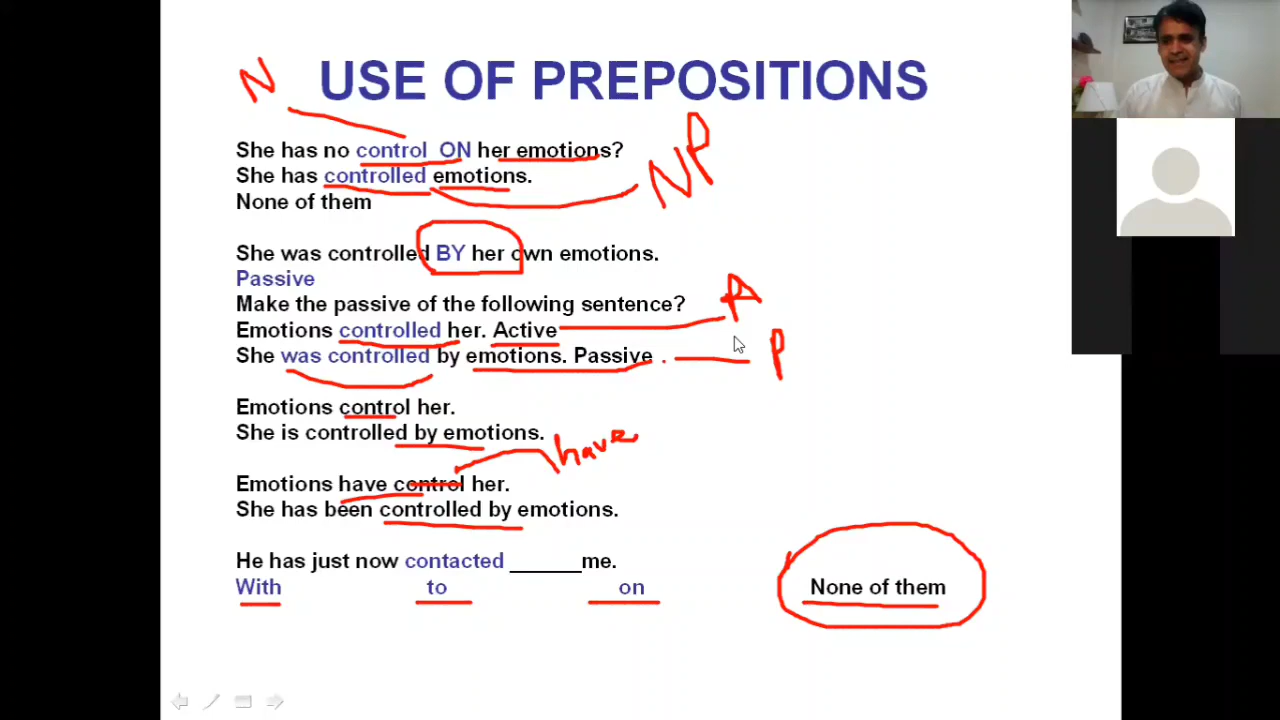 N
USE OF PREPOSITIONS
She has no control ON her emotions?
She has controlled emotions.
NP
None of them
She was controlled BY her own emotions.
Passive
Make the passive of the following sentence?
Emotions controlled her. Active
A
She was controlled by emotions. Passive .
P
Emotions control her.
She is controlled by emotions.
have
Emotions have control her.
She has been controlled by emotions.
He has just now contacted ______me.
With to on None of them